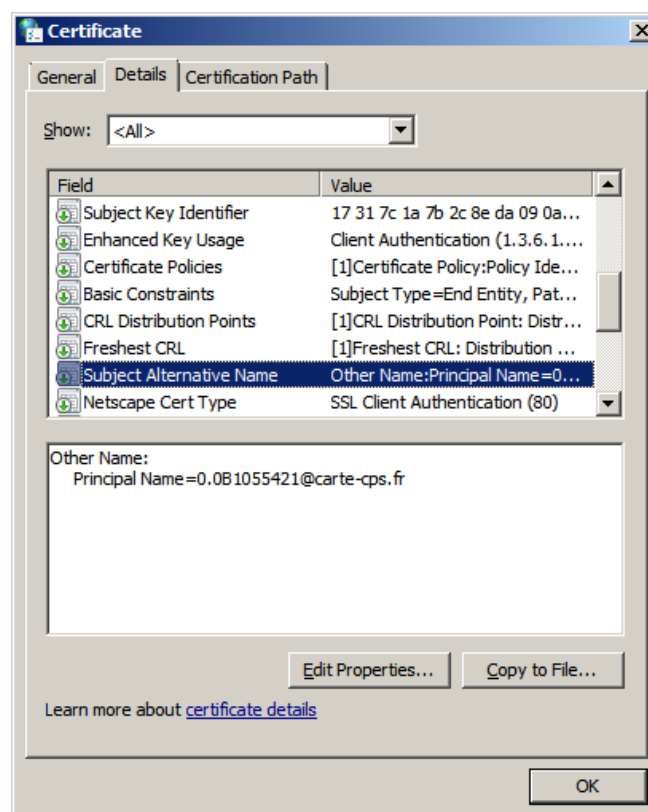 Certificate
General Details Certification Path
Show: <All>
Field Value
Subject Key Identifier 17 31 7c 1a 7b 2c 8e da 09 0a...
Enhanced Key Usage Client Authentication (1.3.6.1....
Certificate Policies [1]Certificate Policy:Policy Ide...
Basic Constraints Subject Type=End Entity, Pat...
CRL Distribution Points [1]CRL Distribution Point: Distr...
Freshest CRL [1]Freshest CRL: Distribution ...
Subject Alternative Name Other Name:Principal Name=0...
Netscape Cert Type SSL Client Authentication (80)
Other Name:
Principal Name=0.0B1055421@carte-cps.fr
Edit Properties... Copy to File...
Learn more about certificate details
OK